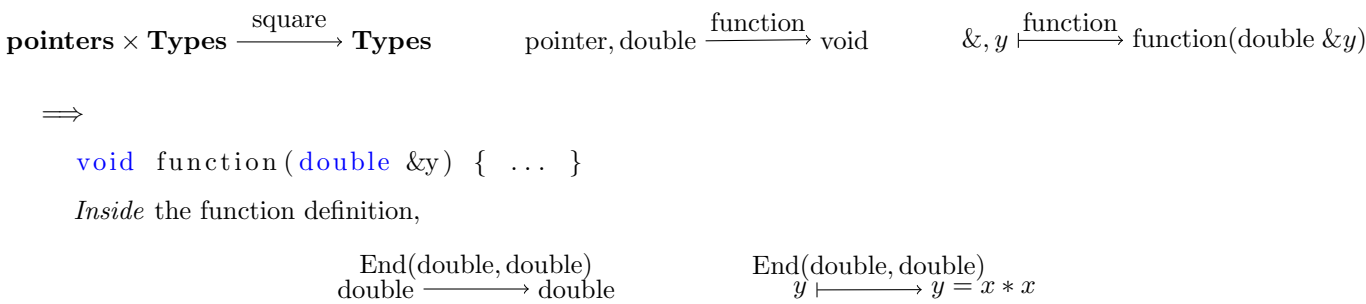 pointers × Types —square→ Types pointer, double —function→ void &, y ⊢function→ function(double &y)
⟹
void function(double &y) { ... }
Inside the function definition,
double —End(double, double)→ double y ⊢End(double, double)→ y = x ∗ x